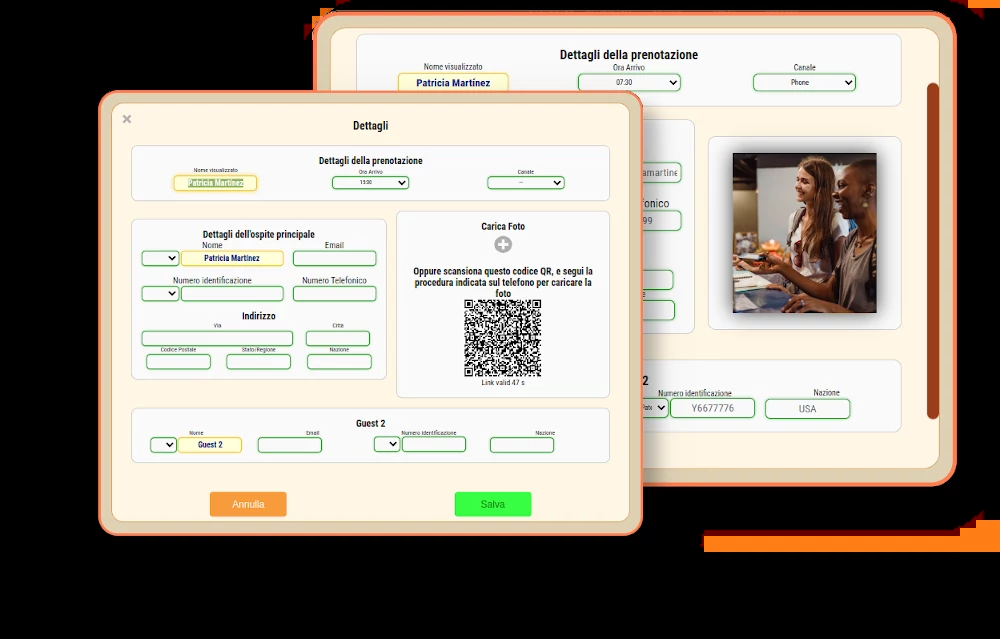 Dettagli della prenotazione
Nome visualizzato
Ora Arrivo
Canale
Patricia Martínez
07:30
Phone
amartine
onico
99
2
Numero identificazione
Nazione
Y6677776
USA
×
Dettagli
Dettagli della prenotazione
Nome visualizzato
Ora Arrivo
Canale
Patricia Martínez
--
Dettagli dell'ospite principale
Nome
Email
Patricia Martínez
Numero identificazione
Numero Telefonico
Indirizzo
Via
Città
Codice Postale
Stato/Regione
Nazione
Carica Foto
Oppure scansiona questo codice QR, e segui la
procedura indicata sul telefono per caricare la
foto
Link valid 47 s
Guest 2
Nome
Email
Numero identificazione
Nazione
Guest 2
Annulla
Salva